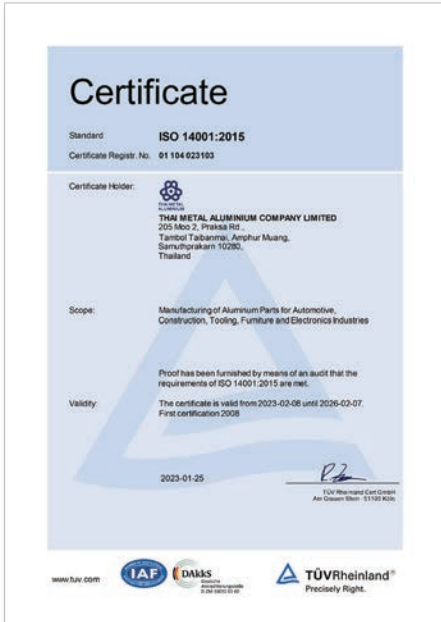 Certificate
Standard ISO 14001:2015
Certificate Registr. No. 01 104 023103
Certificate Holder:
THAI METAL
ALUMINIUM
THAI METAL ALUMINIUM COMPANY LIMITED
205 Moo 2, Praksa Rd.,
Tambol Taibanmai, Amphur Muang,
Samuthprakarn 10280,
Thailand
Scope: Manufacturing of Aluminum Parts for Automotive,
Construction, Tooling, Furniture and Electronics Industries
Proof has been furnished by means of an audit that the
requirements of ISO 14001:2015 are met.
Validity: The certificate is valid from 2023-02-08 until 2026-02-07.
First certification 2008
2023-01-25
TÜV Rheinland Cert GmbH
Am Grauen Stein · 51105 Köln
www.tuv.com
IAF
DAkkS
Deutsche
Akkreditierungsstelle
TÜVRheinland®
Precisely Right.